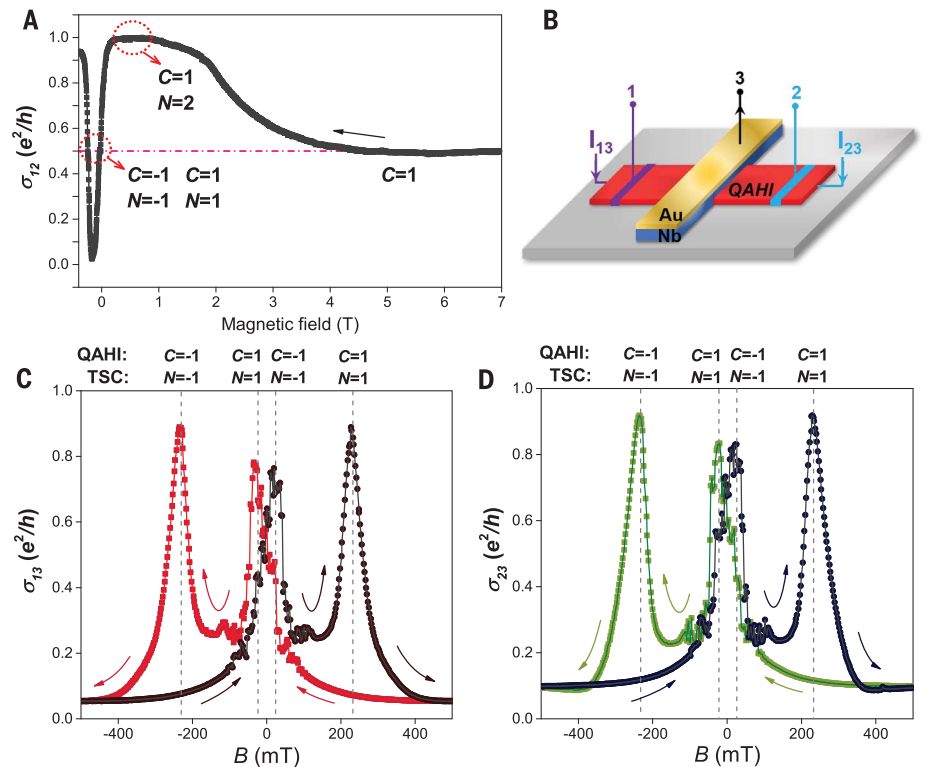 A
1.0
0.9
0.8
0.6
0.5
0.4
0.2
0.0
σ12 (e²/h)
C=1
N=2
C=-1 C=1
N=-1 N=1
C=1
0 1 2 3 4 5 6 7
Magnetic field (T)
B
1
3
2
I13
I23
QAHI
Au
Nb
QAHI: C=-1 C=1 C=-1 C=1
TSC: N=-1 N=1 N=-1 N=1
C
1.0
0.8
0.6
0.4
0.2
0.0
σ13 (e²/h)
-400 -200 0 200 400
B (mT)
QAHI: C=-1 C=1 C=-1 C=1
TSC: N=-1 N=1 N=-1 N=1
D
1.0
0.8
0.6
0.4
0.2
0.0
σ23 (e²/h)
-400 -200 0 200 400
B (mT)